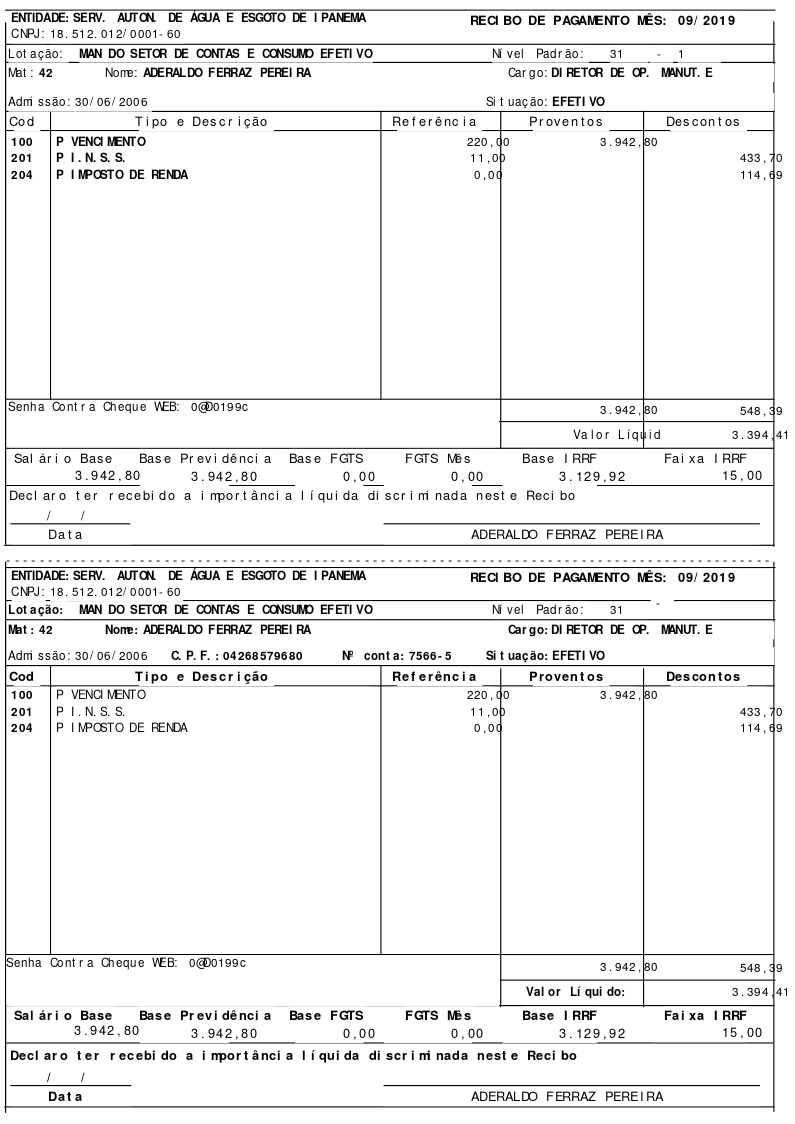 ENTIDADE: SERV. AUTON. DE ÁGUA E ESGOTO DE IPANEMA RECIBO DE PAGAMENTO MÊS: 09/2019
CNPJ: 18.512.012/0001-60
Lotação: MAN DO SETOR DE CONTAS E CONSUMO EFETIVO Nível Padrão: 31 - 1
Mat: 42 Nome: ADERALDO FERRAZ PEREIRA Cargo: DIRETOR DE OP. MANUT. E
Admissão: 30/06/2006 Situação: EFETIVO
Cod Tipo e Descrição Referência Proventos Descontos
100 P VENCIMENTO 220,00 3.942,80
201 P I.N.S.S. 11,00 433,70
204 P IMPOSTO DE RENDA 0,00 114,69
Senha Contra Cheque WEB: 0@00199c 3.942,80 548,39
Valor Líquid 3.394,41
Salário Base Base Previdência Base FGTS FGTS Mês Base IRRF Faixa IRRF
3.942,80 3.942,80 0,00 0,00 3.129,92 15,00
Declaro ter recebido a importância líquida discriminada neste Recibo
/ /
Data ADERALDO FERRAZ PEREIRA
ENTIDADE: SERV. AUTON. DE ÁGUA E ESGOTO DE IPANEMA RECIBO DE PAGAMENTO MÊS: 09/2019
CNPJ: 18.512.012/0001-60
Lotação: MAN DO SETOR DE CONTAS E CONSUMO EFETIVO Nível Padrão: 31 -
Mat: 42 Nome: ADERALDO FERRAZ PEREIRA Cargo: DIRETOR DE OP. MANUT. E
Admissão: 30/06/2006 C.P.F.: 04268579680 Nº conta: 7566-5 Situação: EFETIVO
Cod Tipo e Descrição Referência Proventos Descontos
100 P VENCIMENTO 220,00 3.942,80
201 P I.N.S.S. 11,00 433,70
204 P IMPOSTO DE RENDA 0,00 114,69
Senha Contra Cheque WEB: 0@00199c 3.942,80 548,39
Valor Líquido: 3.394,41
Salário Base Base Previdência Base FGTS FGTS Mês Base IRRF Faixa IRRF
3.942,80 3.942,80 0,00 0,00 3.129,92 15,00
Declaro ter recebido a importância líquida discriminada neste Recibo
/ /
Data ADERALDO FERRAZ PEREIRA